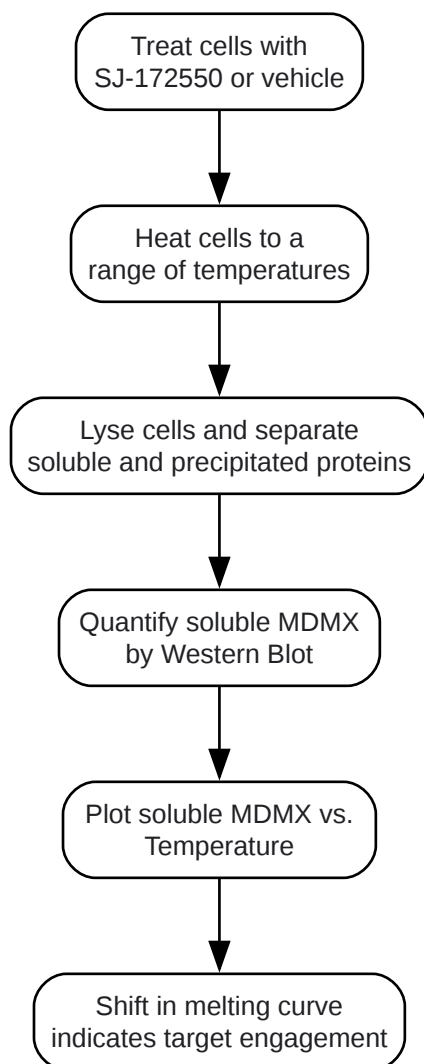 Treat cells with
SJ-172550 or vehicle
Heat cells to a
range of temperatures
Lyse cells and separate
soluble and precipitated proteins
Quantify soluble MDMX
by Western Blot
Plot soluble MDMX vs.
Temperature
Shift in melting curve
indicates target engagement